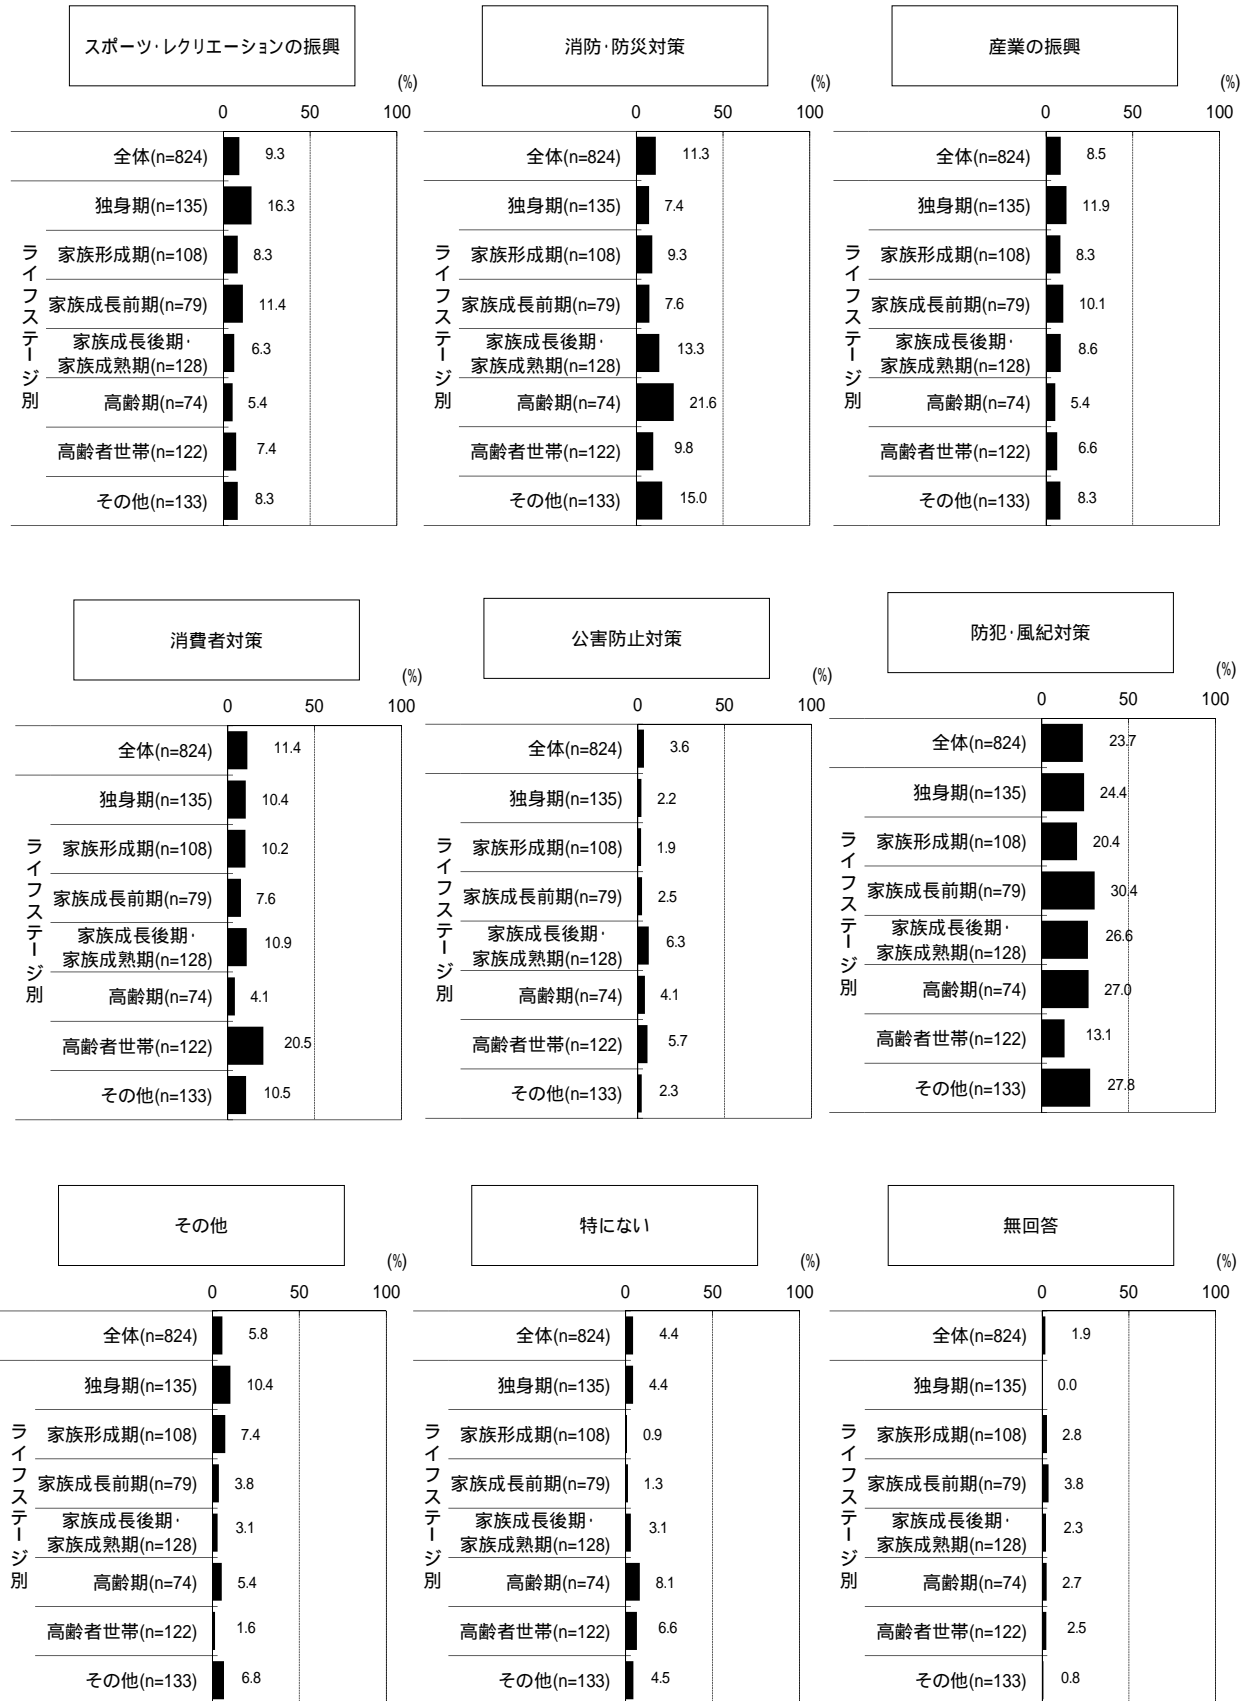 スポーツ・レクリエーションの振興
(%)
0 50 100
全体(n=824) 9.3
独身期(n=135) 16.3
家族形成期(n=108) 8.3
家族成長前期(n=79) 11.4
家族成長後期・
家族成熟期(n=128) 6.3
高齢期(n=74) 5.4
高齢者世帯(n=122) 7.4
その他(n=133) 8.3
ライフステージ別
消防・防災対策
(%)
0 50 100
全体(n=824) 11.3
独身期(n=135) 7.4
家族形成期(n=108) 9.3
家族成長前期(n=79) 7.6
家族成長後期・
家族成熟期(n=128) 13.3
高齢期(n=74) 21.6
高齢者世帯(n=122) 9.8
その他(n=133) 15.0
ライフステージ別
産業の振興
(%)
0 50 100
全体(n=824) 8.5
独身期(n=135) 11.9
家族形成期(n=108) 8.3
家族成長前期(n=79) 10.1
家族成長後期・
家族成熟期(n=128) 8.6
高齢期(n=74) 5.4
高齢者世帯(n=122) 6.6
その他(n=133) 8.3
ライフステージ別
消費者対策
(%)
0 50 100
全体(n=824) 11.4
独身期(n=135) 10.4
家族形成期(n=108) 10.2
家族成長前期(n=79) 7.6
家族成長後期・
家族成熟期(n=128) 10.9
高齢期(n=74) 4.1
高齢者世帯(n=122) 20.5
その他(n=133) 10.5
ライフステージ別
公害防止対策
(%)
0 50 100
全体(n=824) 3.6
独身期(n=135) 2.2
家族形成期(n=108) 1.9
家族成長前期(n=79) 2.5
家族成長後期・
家族成熟期(n=128) 6.3
高齢期(n=74) 4.1
高齢者世帯(n=122) 5.7
その他(n=133) 2.3
ライフステージ別
防犯・風紀対策
(%)
0 50 100
全体(n=824) 23.7
独身期(n=135) 24.4
家族形成期(n=108) 20.4
家族成長前期(n=79) 30.4
家族成長後期・
家族成熟期(n=128) 26.6
高齢期(n=74) 27.0
高齢者世帯(n=122) 13.1
その他(n=133) 27.8
ライフステージ別
その他
(%)
0 50 100
全体(n=824) 5.8
独身期(n=135) 10.4
家族形成期(n=108) 7.4
家族成長前期(n=79) 3.8
家族成長後期・
家族成熟期(n=128) 3.1
高齢期(n=74) 5.4
高齢者世帯(n=122) 1.6
その他(n=133) 6.8
ライフステージ別
特にない
(%)
0 50 100
全体(n=824) 4.4
独身期(n=135) 4.4
家族形成期(n=108) 0.9
家族成長前期(n=79) 1.3
家族成長後期・
家族成熟期(n=128) 3.1
高齢期(n=74) 8.1
高齢者世帯(n=122) 6.6
その他(n=133) 4.5
ライフステージ別
無回答
(%)
0 50 100
全体(n=824) 1.9
独身期(n=135) 0.0
家族形成期(n=108) 2.8
家族成長前期(n=79) 3.8
家族成長後期・
家族成熟期(n=128) 2.3
高齢期(n=74) 2.7
高齢者世帯(n=122) 2.5
その他(n=133) 0.8
ライフステージ別